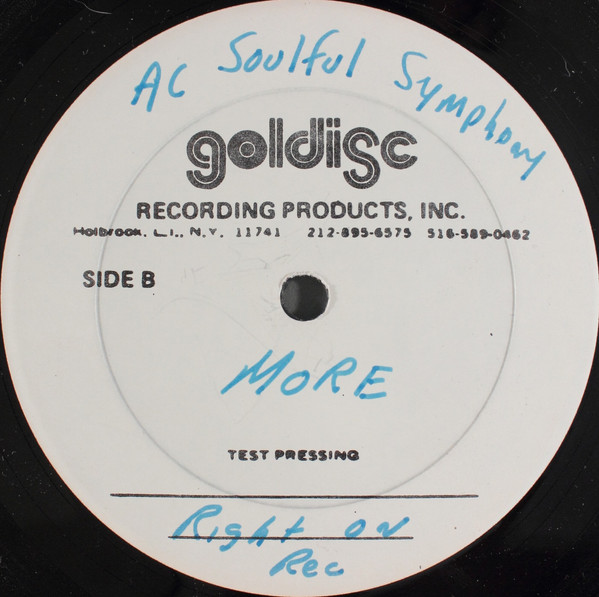 AC Soulful Symphony
goldisc
RECORDING PRODUCTS, INC.
Holbrook, L.I., N.Y. 11741 212-895-6575 516-589-0462
SIDE B
MORE
TEST PRESSING
Right on
Rec